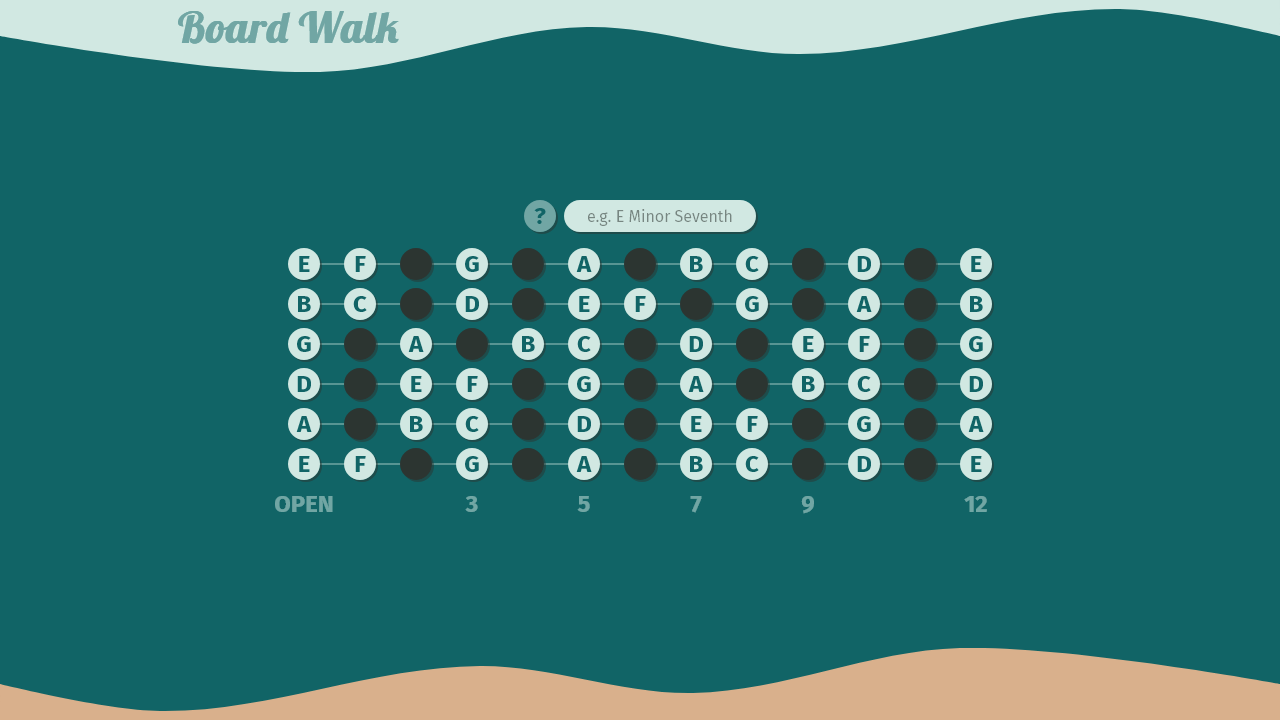 Board Walk
? e.g. E Minor Seventh
E F G A B C D E
B C D E F G A B
G A B C D E F G
D E F G A B C D
A B C D E F G A
E F G A B C D E
OPEN 3 5 7 9 12